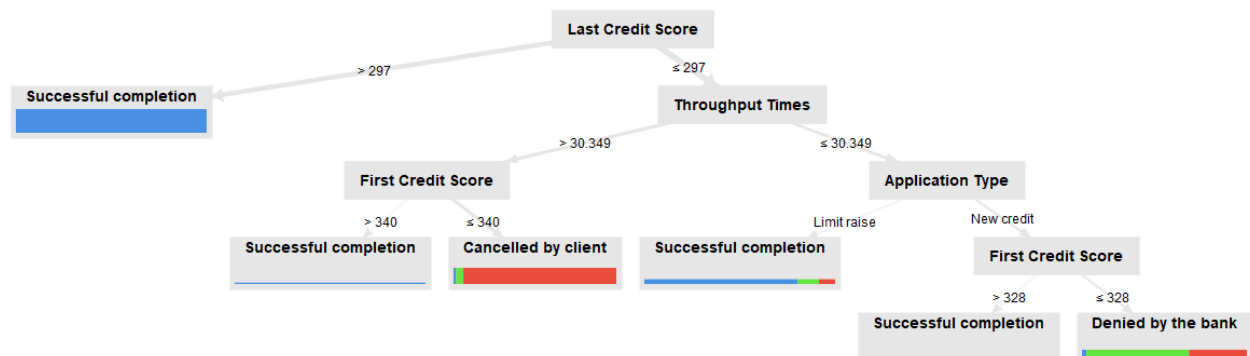 Last Credit Score
> 297
≤ 297
Successful completion
Throughput Times
> 30.349
≤ 30.349
First Credit Score
Application Type
> 340
≤ 340
Limit raise
New credit
Successful completion
Cancelled by client
Successful completion
First Credit Score
> 328
≤ 328
Successful completion
Denied by the bank